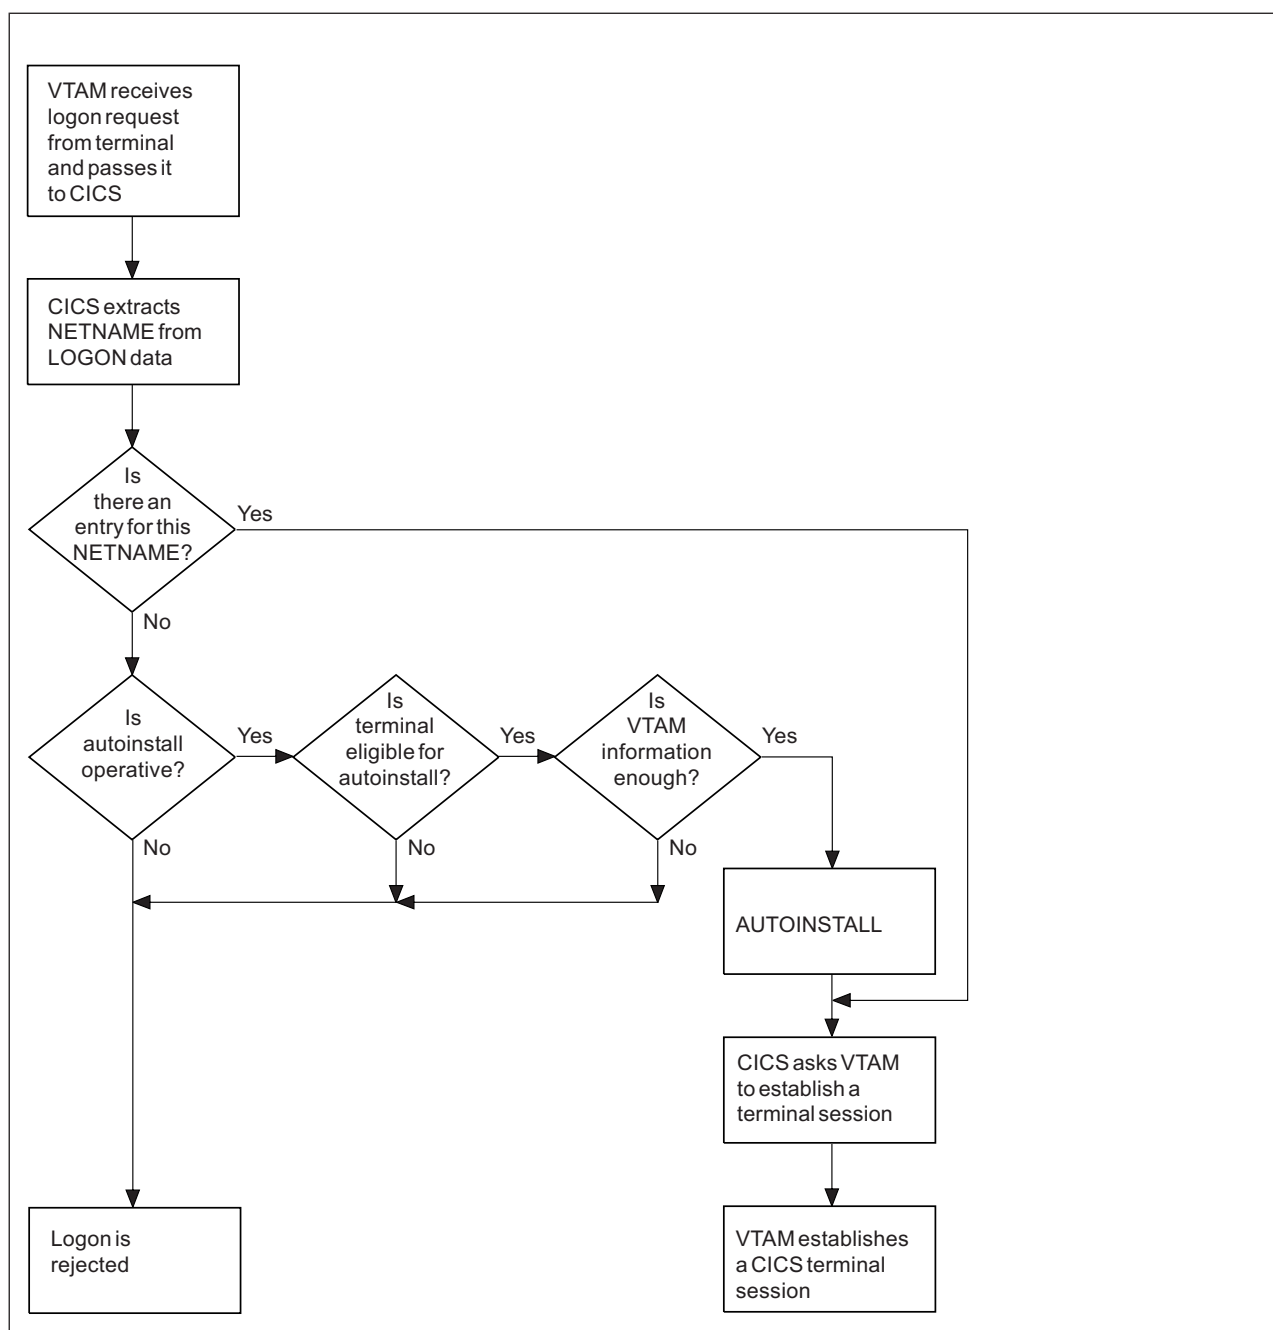 VTAM receives
logon request
from terminal
and passes it
to CICS
CICS extracts
NETNAME from
LOGON data
Is
there an
entry for this
NETNAME?
Yes
No
Is
autoinstall
operative?
Yes
No
Is
terminal
eligible for
autoinstall?
Yes
No
Is
VTAM
information
enough?
Yes
No
AUTOINSTALL
CICS asks VTAM
to establish a
terminal session
Logon is
rejected
VTAM establishes
a CICS terminal
session